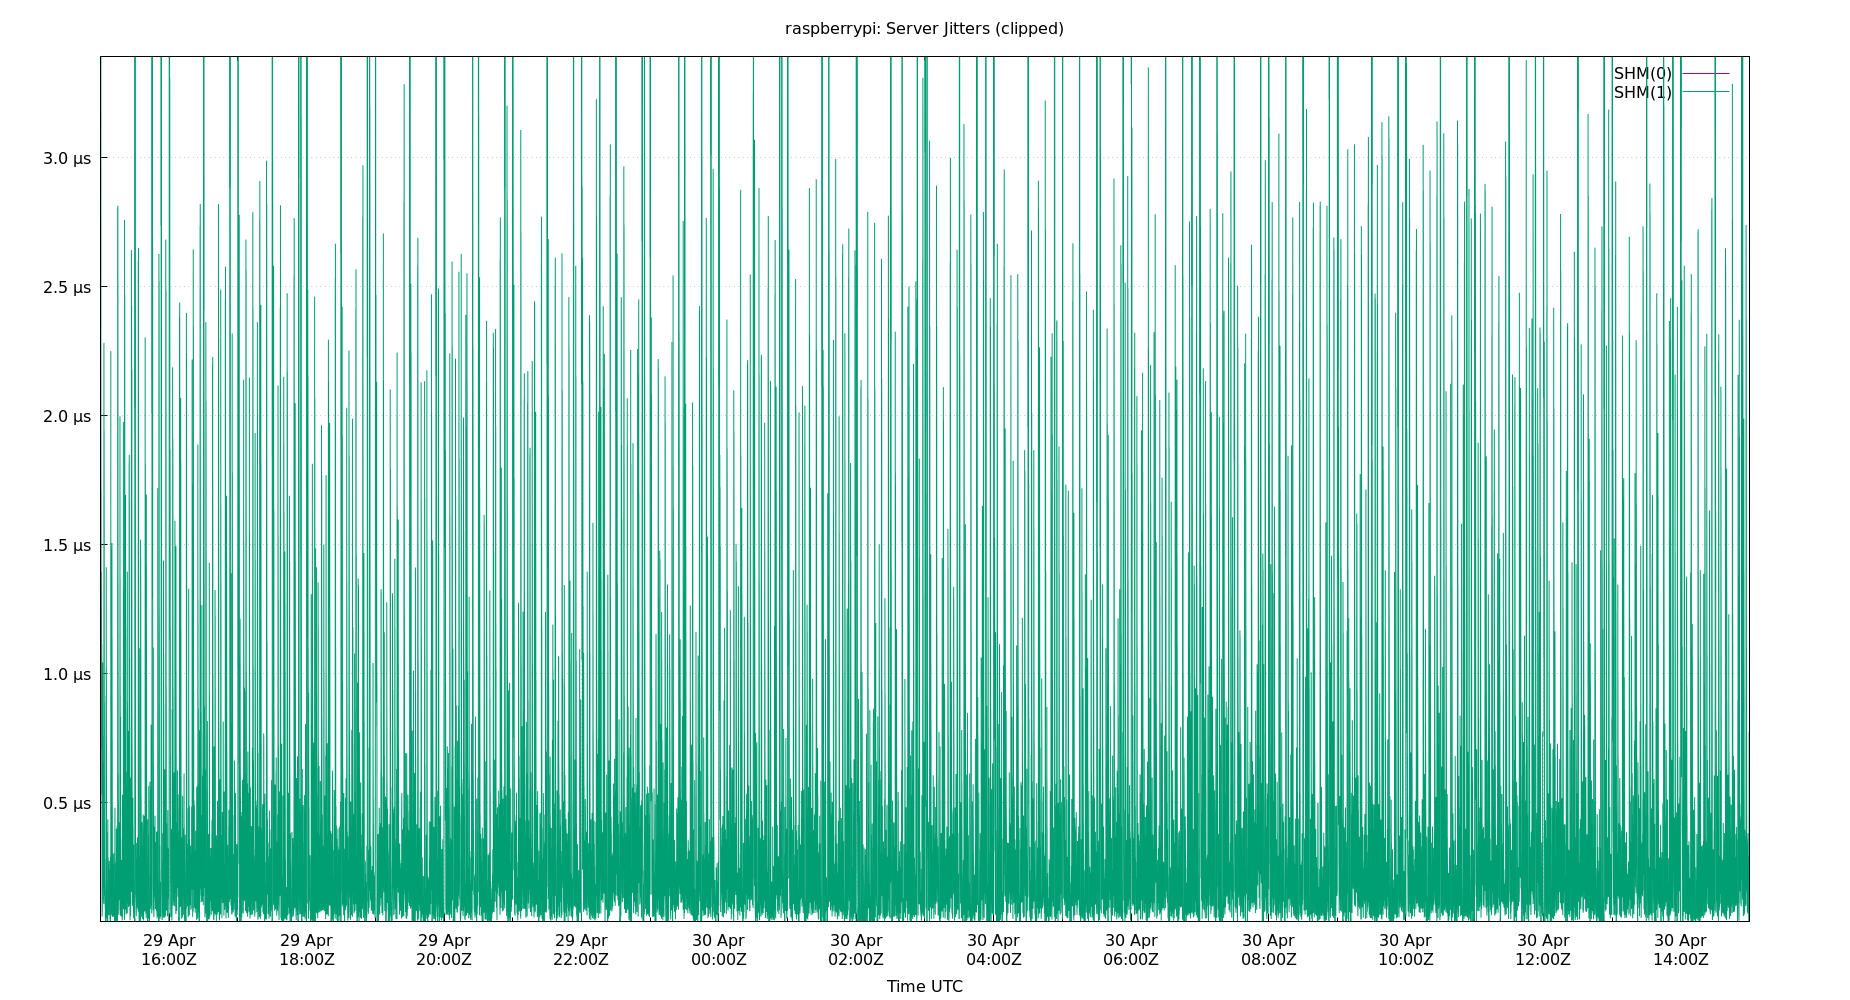 raspberrypi: Server Jitters (clipped)
SHM(0)
SHM(1)
3.0 µs
2.5 µs
2.0 µs
1.5 µs
1.0 µs
0.5 µs
29 Apr 29 Apr 29 Apr 29 Apr 30 Apr 30 Apr 30 Apr 30 Apr 30 Apr 30 Apr 30 Apr 30 Apr
16:00Z 18:00Z 20:00Z 22:00Z 00:00Z 02:00Z 04:00Z 06:00Z 08:00Z 10:00Z 12:00Z 14:00Z
Time UTC